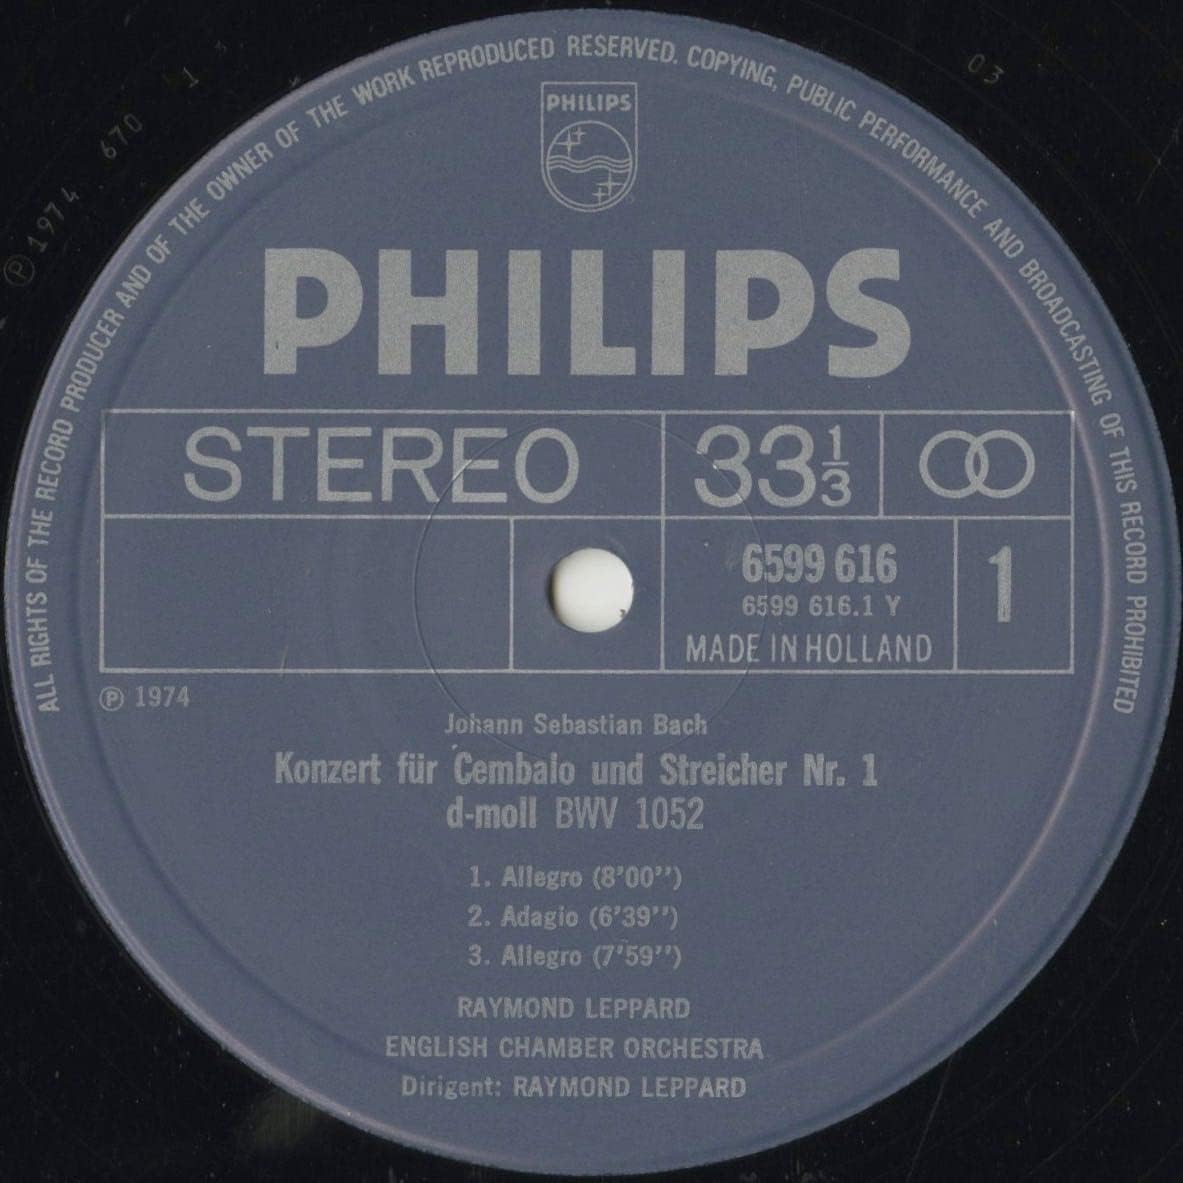 ALL RIGHTS OF THE RECORD PRODUCER AND OF THE OWNER OF THE WORK REPRODUCED RESERVED. COPYING, PUBLIC PERFORMANCE AND BROADCASTING OF THIS RECORD PROHIBITED
℗ 1974 670 1 03
PHILIPS
PHILIPS
STEREO 33 1/3
6599 616
6599 616.1 Y
MADE IN HOLLAND
1
℗ 1974
Johann Sebastian Bach
Konzert für Cembalo und Streicher Nr. 1
d-moll BWV 1052
1. Allegro (8'00'')
2. Adagio (6'39'')
3. Allegro (7'59'')
RAYMOND LEPPARD
ENGLISH CHAMBER ORCHESTRA
Dirigent: RAYMOND LEPPARD